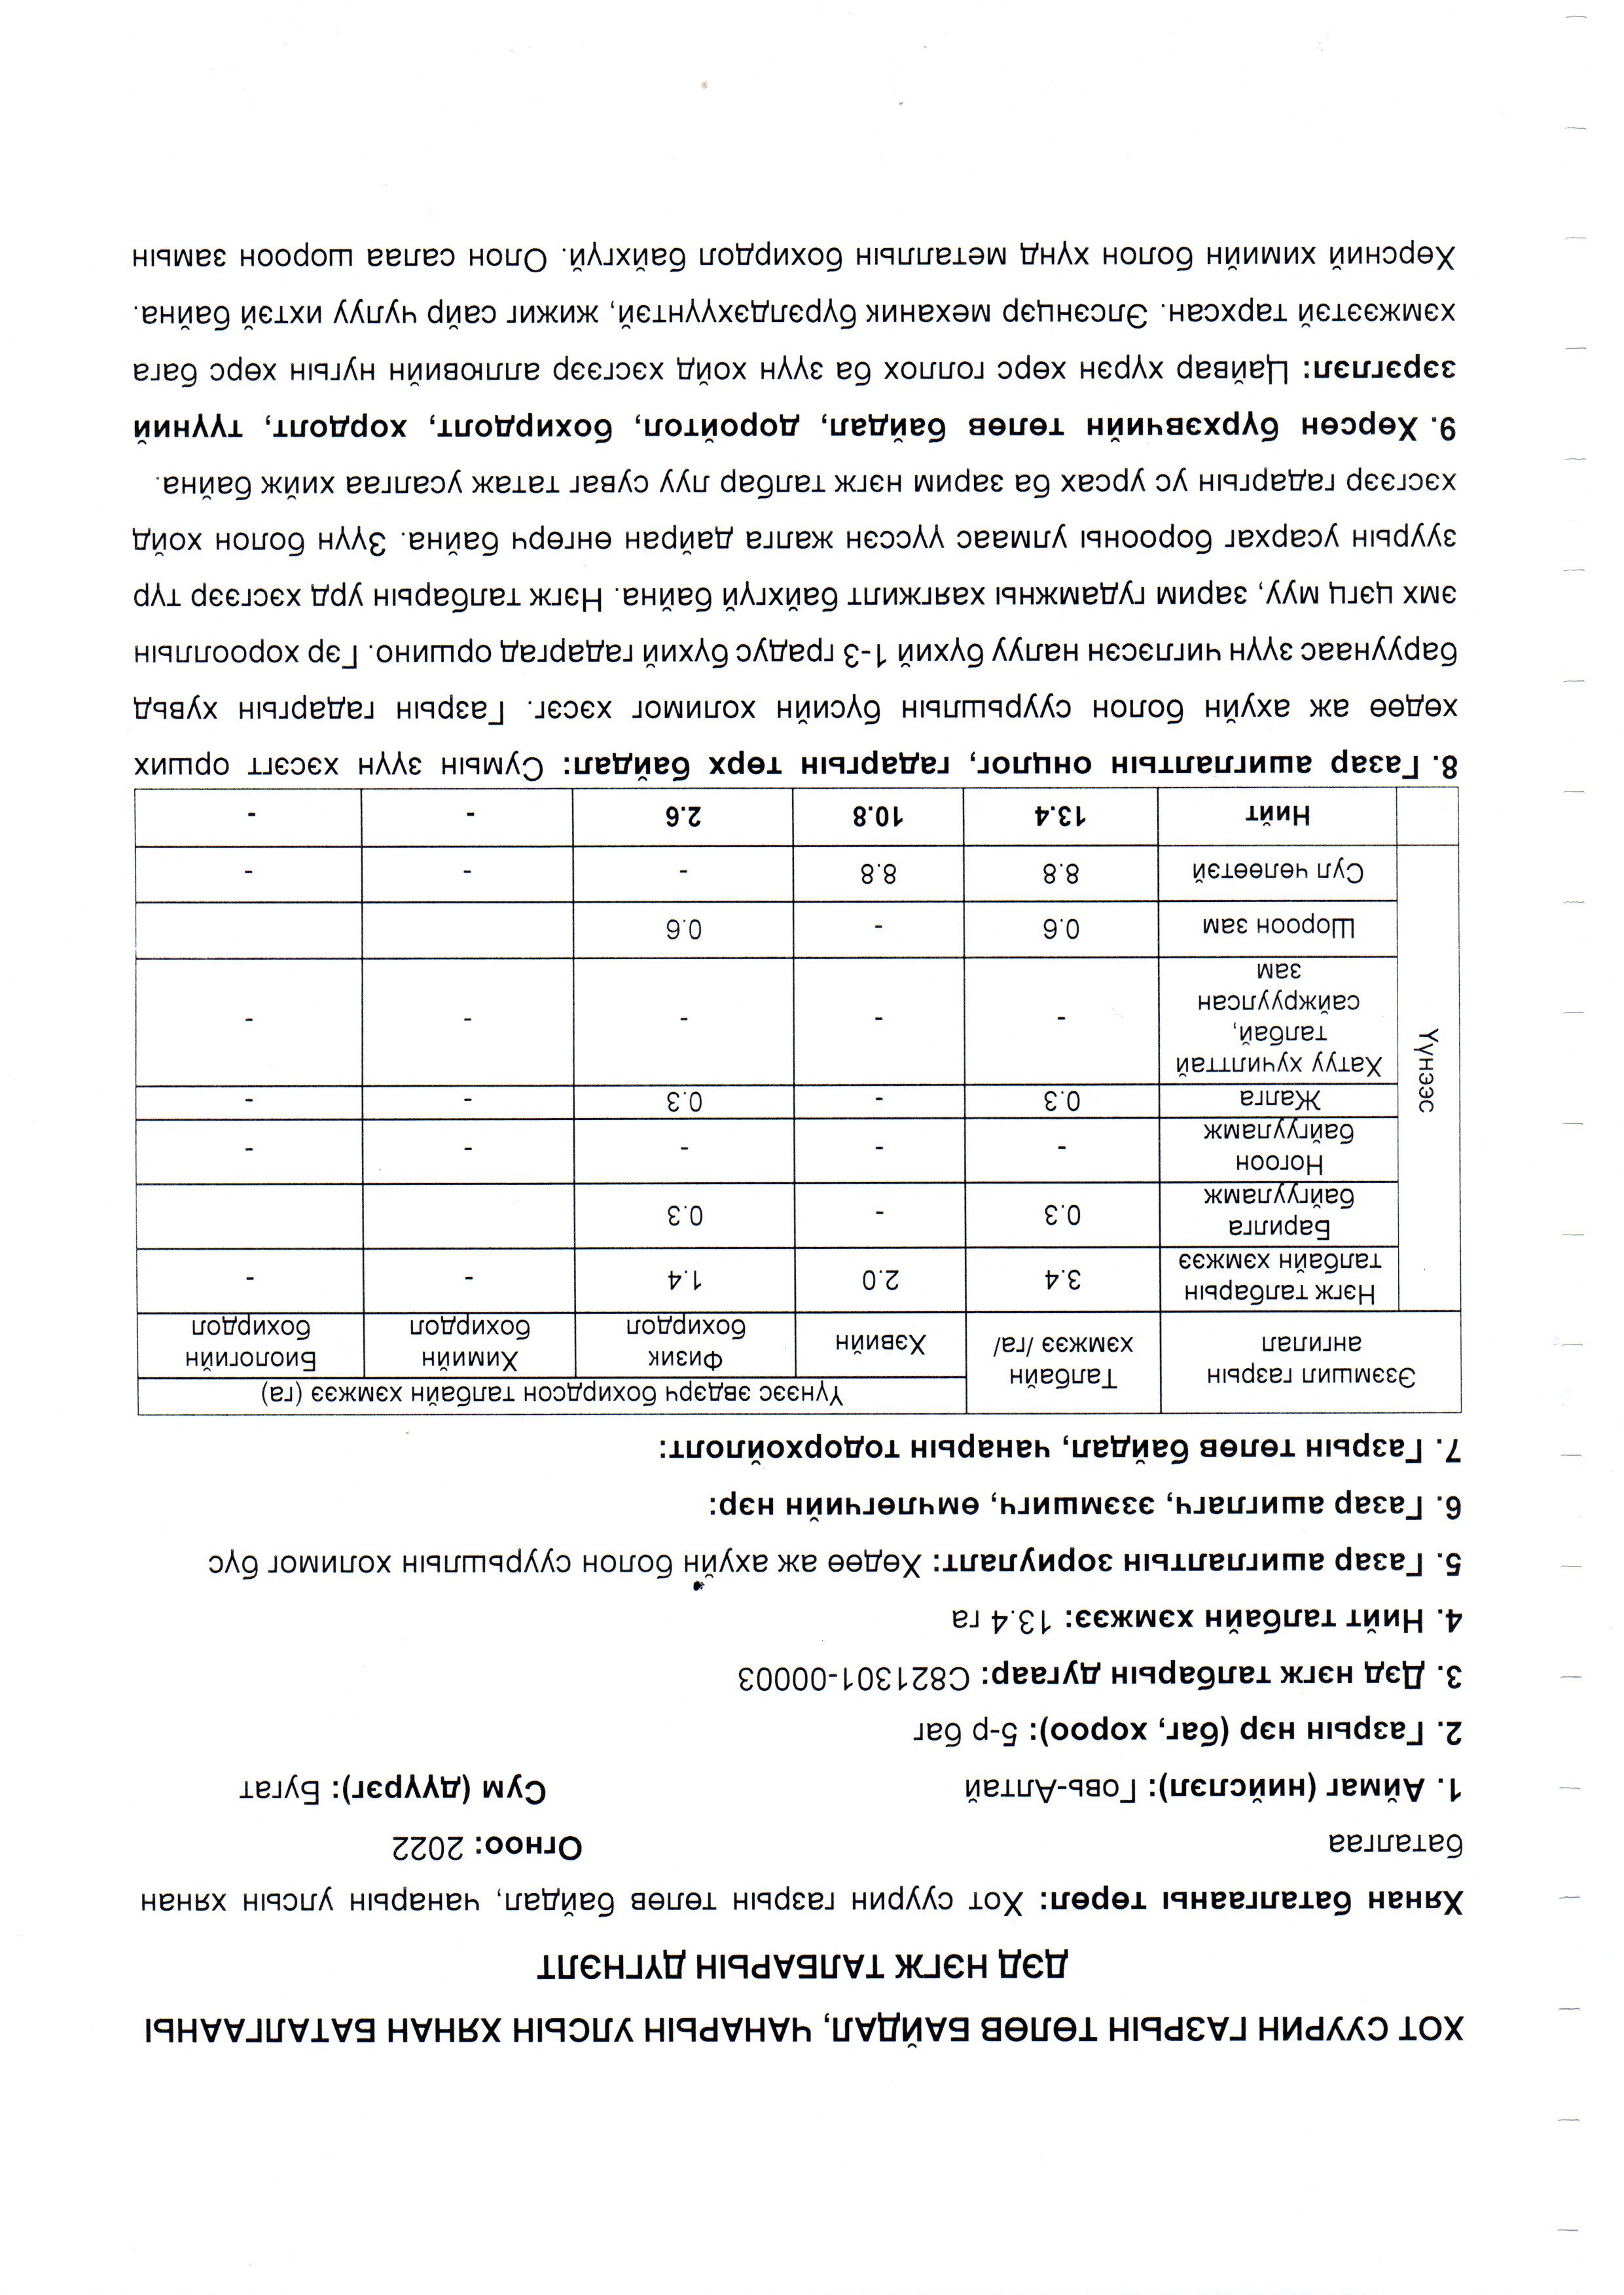 ХОТ СУУРИН ГАЗРЫН ТӨЛӨВ БАЙДАЛ, ЧАНАРЫН УЛСЫН ХЯНАН БАТАЛГААНЫ
ДЭД НЭГЖ ТАЛБАРЫН ДҮГНЭЛТ
Хянан баталгааны төрөл: Хот суурин газрын төлөв байдал, чанарын улсын хянан
баталгаа Огноо: 2022
1. Аймаг (нийслэл): Говь-Алтай Сум (дүүрэг): Бугат
2. Газрын нэр (баг, хороо): 5-р баг
3. Дэд нэгж талбарын дугаар: C821301-00003
4. Нийт талбайн хэмжээ: 13.4 га
5. Газар ашиглалтын зориулалт: Хөдөө аж ахуйн болон суурьшлын холимог бүс
6. Газар ашиглагч, эзэмшигч, өмчлөгчийн нэр:
7. Газрын төлөв байдал, чанарын тодорхойлолт:
Эзэмшил газрын ангилал Талбайн хэмжээ /га/ Үүнээс эвдэрч бохирдсон талбайн хэмжээ (га)
Хэвийн Физик бохирдол Химийн бохирдол Биологийн бохирдол
Үүнээс
Нэгж талбарын талбайн хэмжээ 3.4 2.0 1.4 - -
Барилга байгууламж 0.3 - 0.3
Ногоон байгууламж - - - - -
Жалга 0.3 - 0.3 - -
Хатуу хучилттай талбай, сайжруулсан зам - - - - -
Шороон зам 0.6 - 0.6
Сул чөлөөтэй 8.8 8.8 - - -
Нийт 13.4 10.8 2.6 - -
8. Газар ашиглалтын онцлог, гадаргын төрх байдал: Сумын зүүн хэсэгт орших
хөдөө аж ахуйн болон суурьшлын бүсийн холимог хэсэг. Газрын гадаргын хувьд
баруунаас зүүн чиглэсэн налуу бүхий 1-3 градус бүхий гадаргад оршино. Гэр хорооллын
эмх цэгц муу, зарим гудамжны хаягжилт байхгүй байна. Нэгж талбарын урд хэсгээр түр
зуурын усархаг борооны улмаас үүссэн жалга дайран өнгөрч байна. Зүүн болон хойд
хэсгээр гадаргын ус урсах ба зарим нэгж талбар луу суваг татаж усалгаа хийж байна.
9. Хөрсөн бүрхэвчийн төлөв байдал, доройтол, бохирдолт, хордолт, түүний
зэрэглэл: Цайвар хүрэн хөрс голлох ба зүүн хойд хэсгээр аллювийн нугын хөрс бага
хэмжээтэй тархсан. Элсэнцэр механик бүрэлдэхүүнтэй, жижиг сайр чулуу ихтэй байна.
Хөрсний химийн болон хүнд металлын бохирдол байхгүй. Олон салаа шороон замын